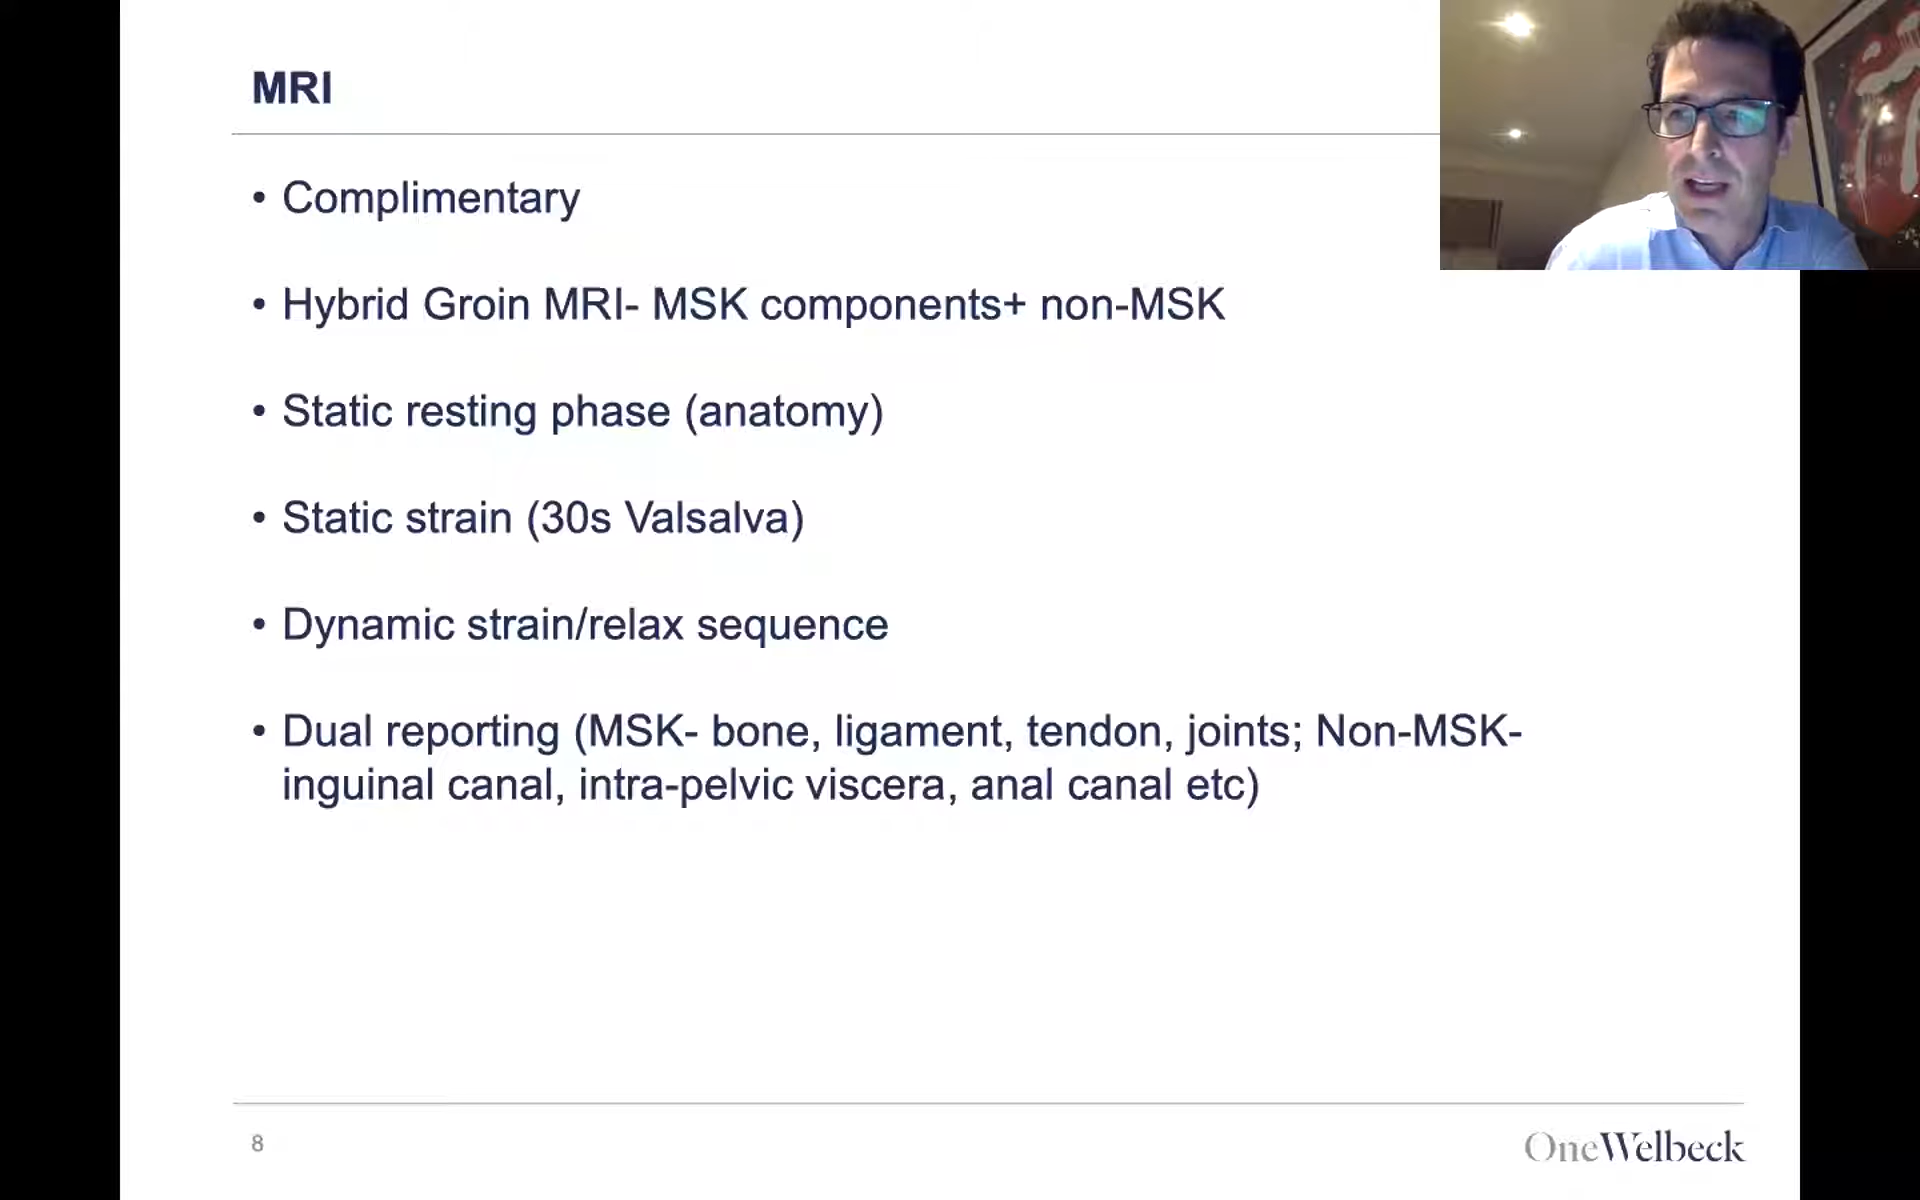 MRI
• Complimentary
• Hybrid Groin MRI- MSK components+ non-MSK
• Static resting phase (anatomy)
• Static strain (30s Valsalva)
• Dynamic strain/relax sequence
• Dual reporting (MSK- bone, ligament, tendon, joints; Non-MSK-
inguinal canal, intra-pelvic viscera, anal canal etc)
8
OneWelbeck